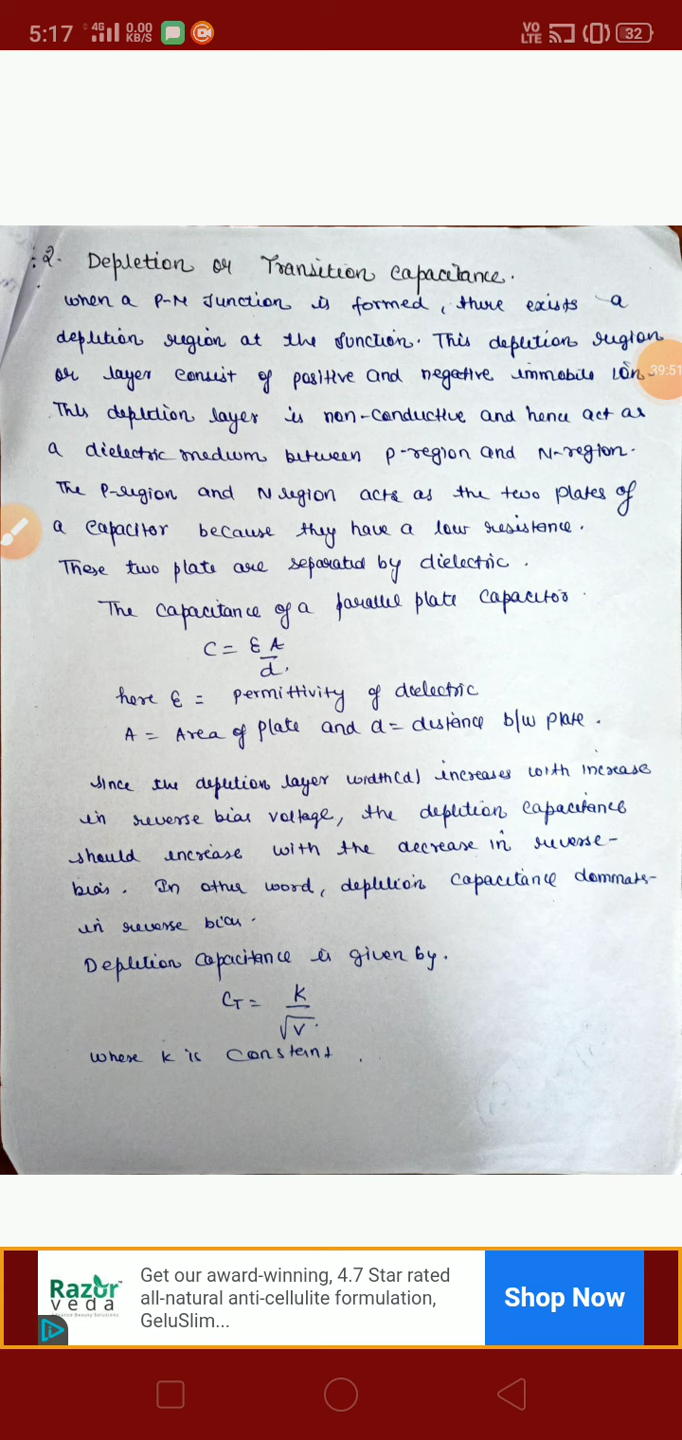 5:17 4G 0.00 KB/S VO LTE 32
:2. Depletion or Transition capacitance.
when a P-N Junction is formed, there exists a
depletion region at the Junction. This depletion region
or layer consist of positive and negative immobile ion-
39:51
This depletion layer is non-conductive and hence act as
a dielectric medium between P-region and N-region.
The P-region and N region acts as the two plates of
a capacitor because they have a low resistance.
These two plate are separated by dielectric.
The capacitance of a parallel plate capacitor.
C = ε A
d.
here ε = permittivity of dielectric
A = Area of plate and d = distance b/w plate.
Since the depletion layer width(d) increases with increase
in reverse bias voltage, the depletion capacitance
should increase with the decrease in reverse-
bias. In other word, depletion capacitance dommats-
in reverse bias.
Depletion capacitance is given by.
CT = K
√V.
where k is constant.
Razor veda
Get our award-winning, 4.7 Star rated
all-natural anti-cellulite formulation,
GeluSlim...
Shop Now